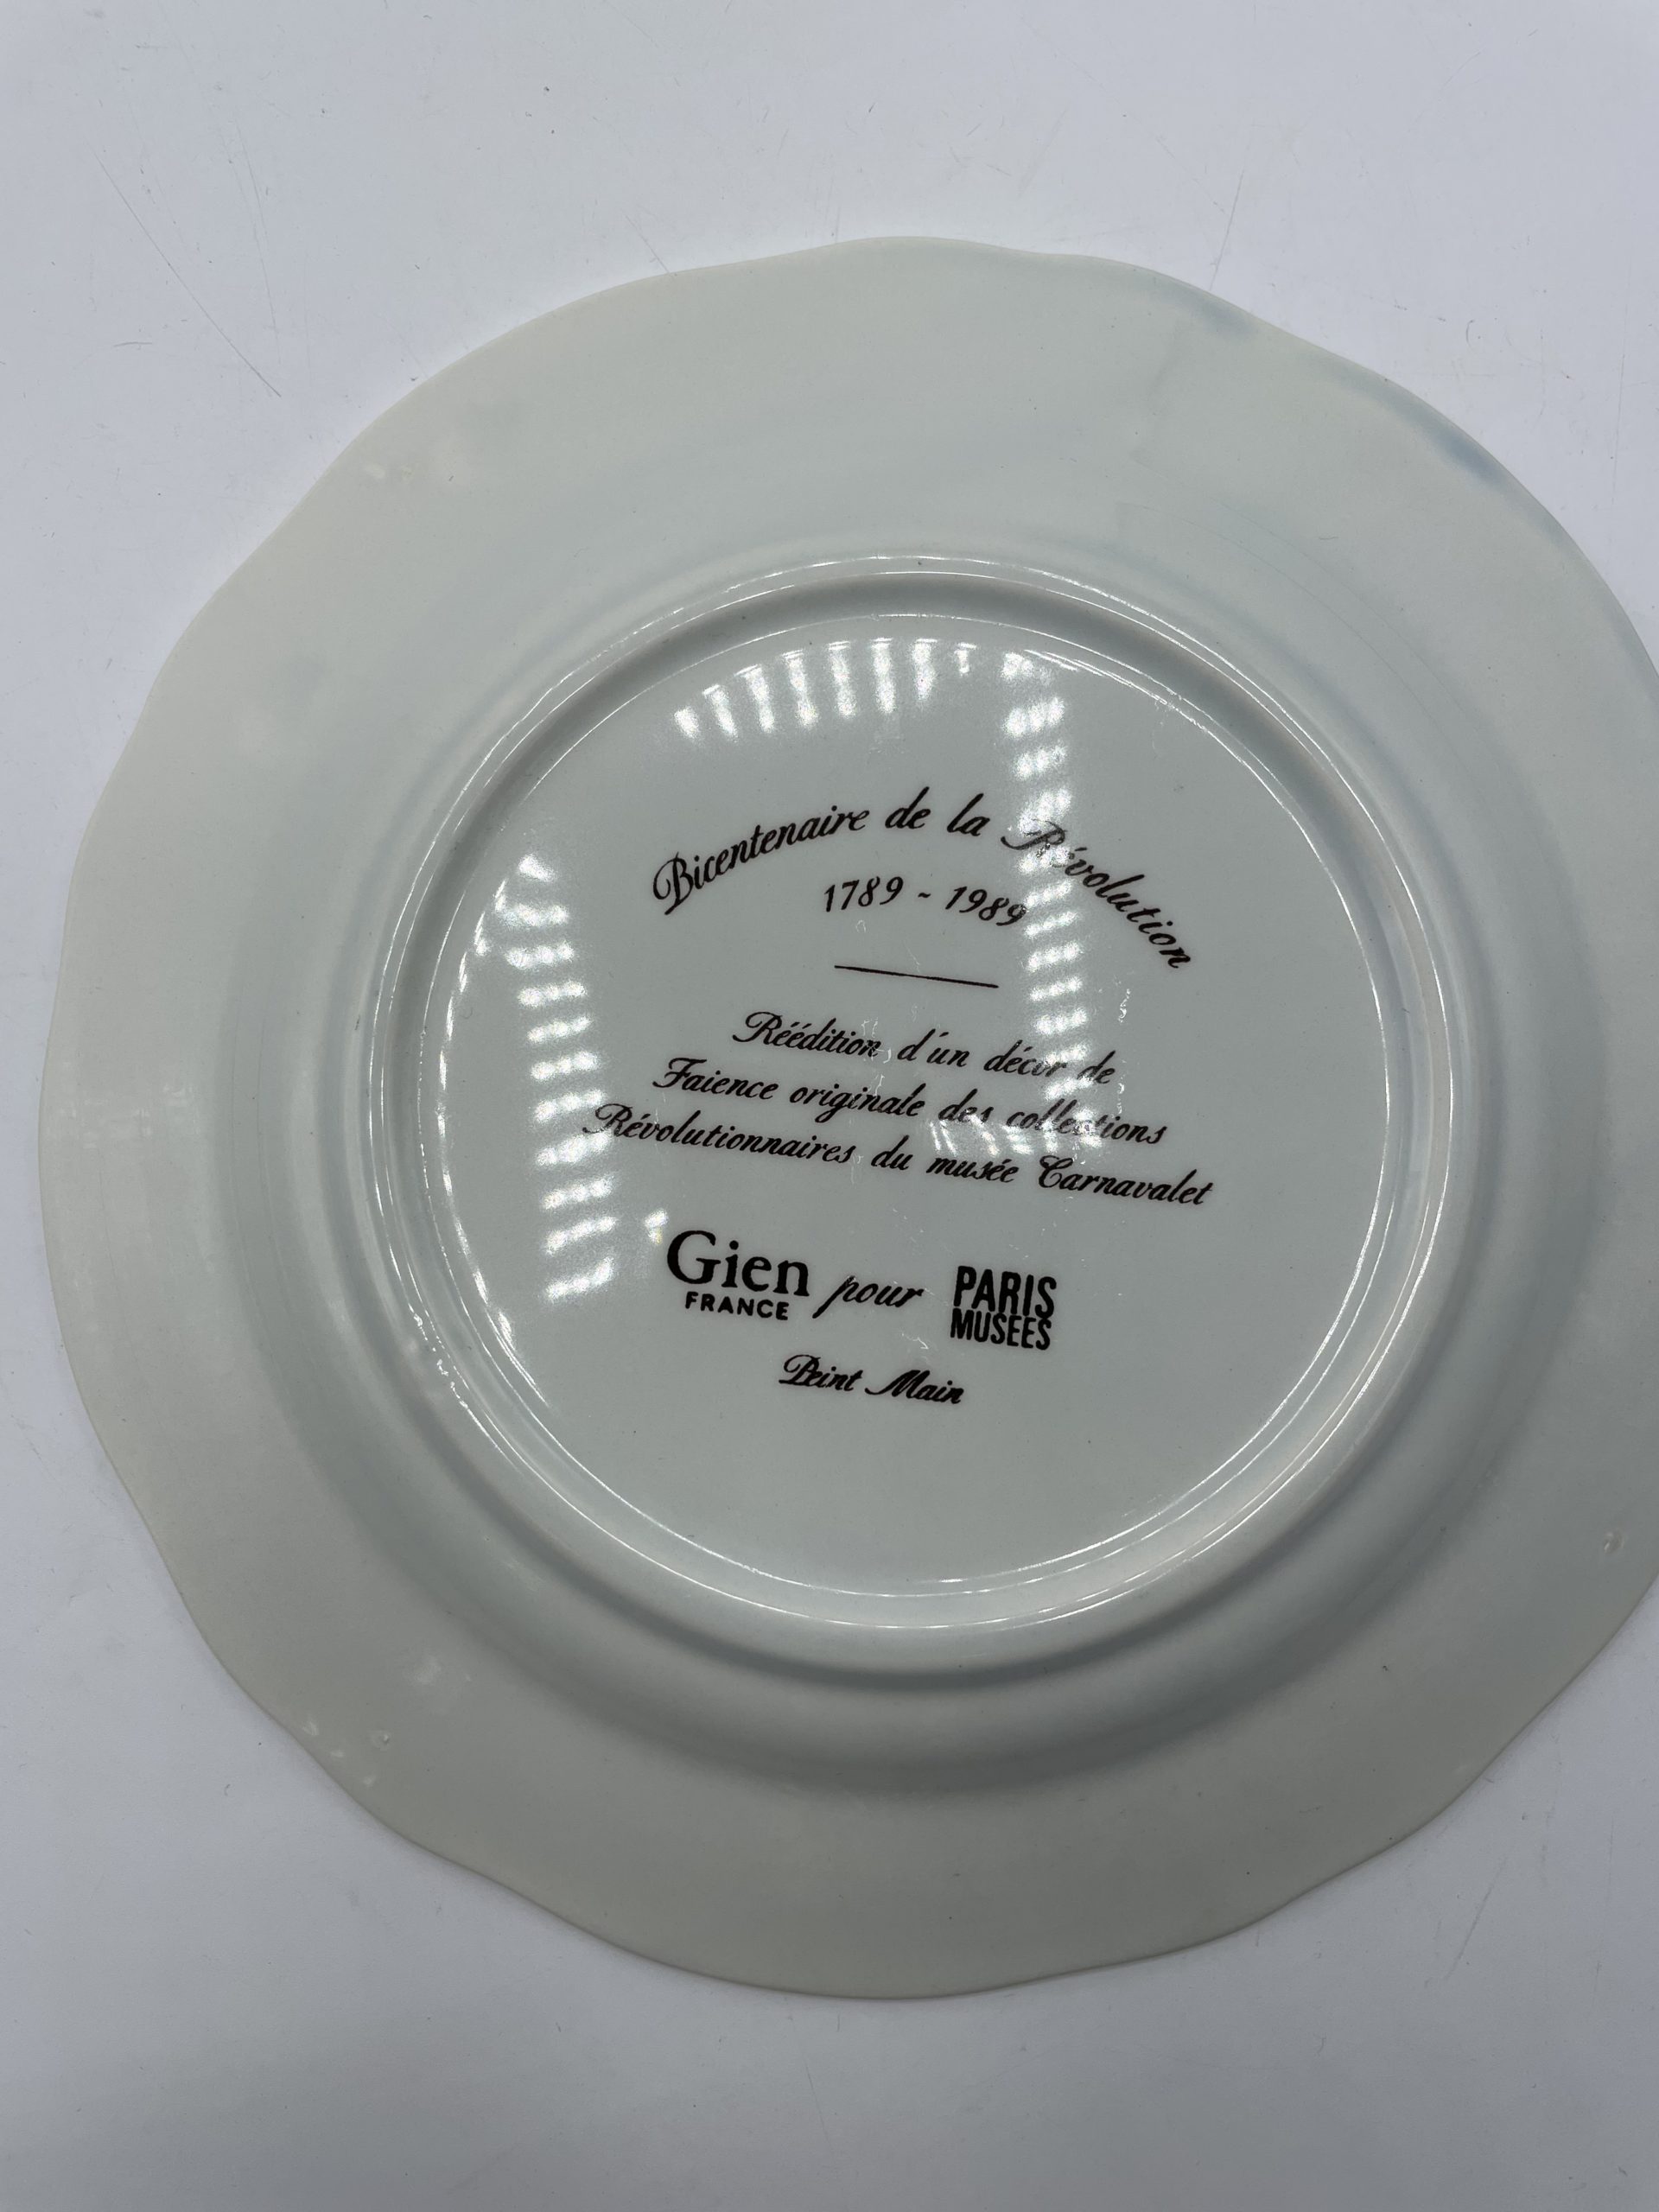 Bicentenaire de la Révolution
1789 - 1989
Réédition d'un décor de
Faience originale des collections
Révolutionnaires du musée Carnavalet
Gien
FRANCE
pour
PARIS
MUSEES
Peint Main